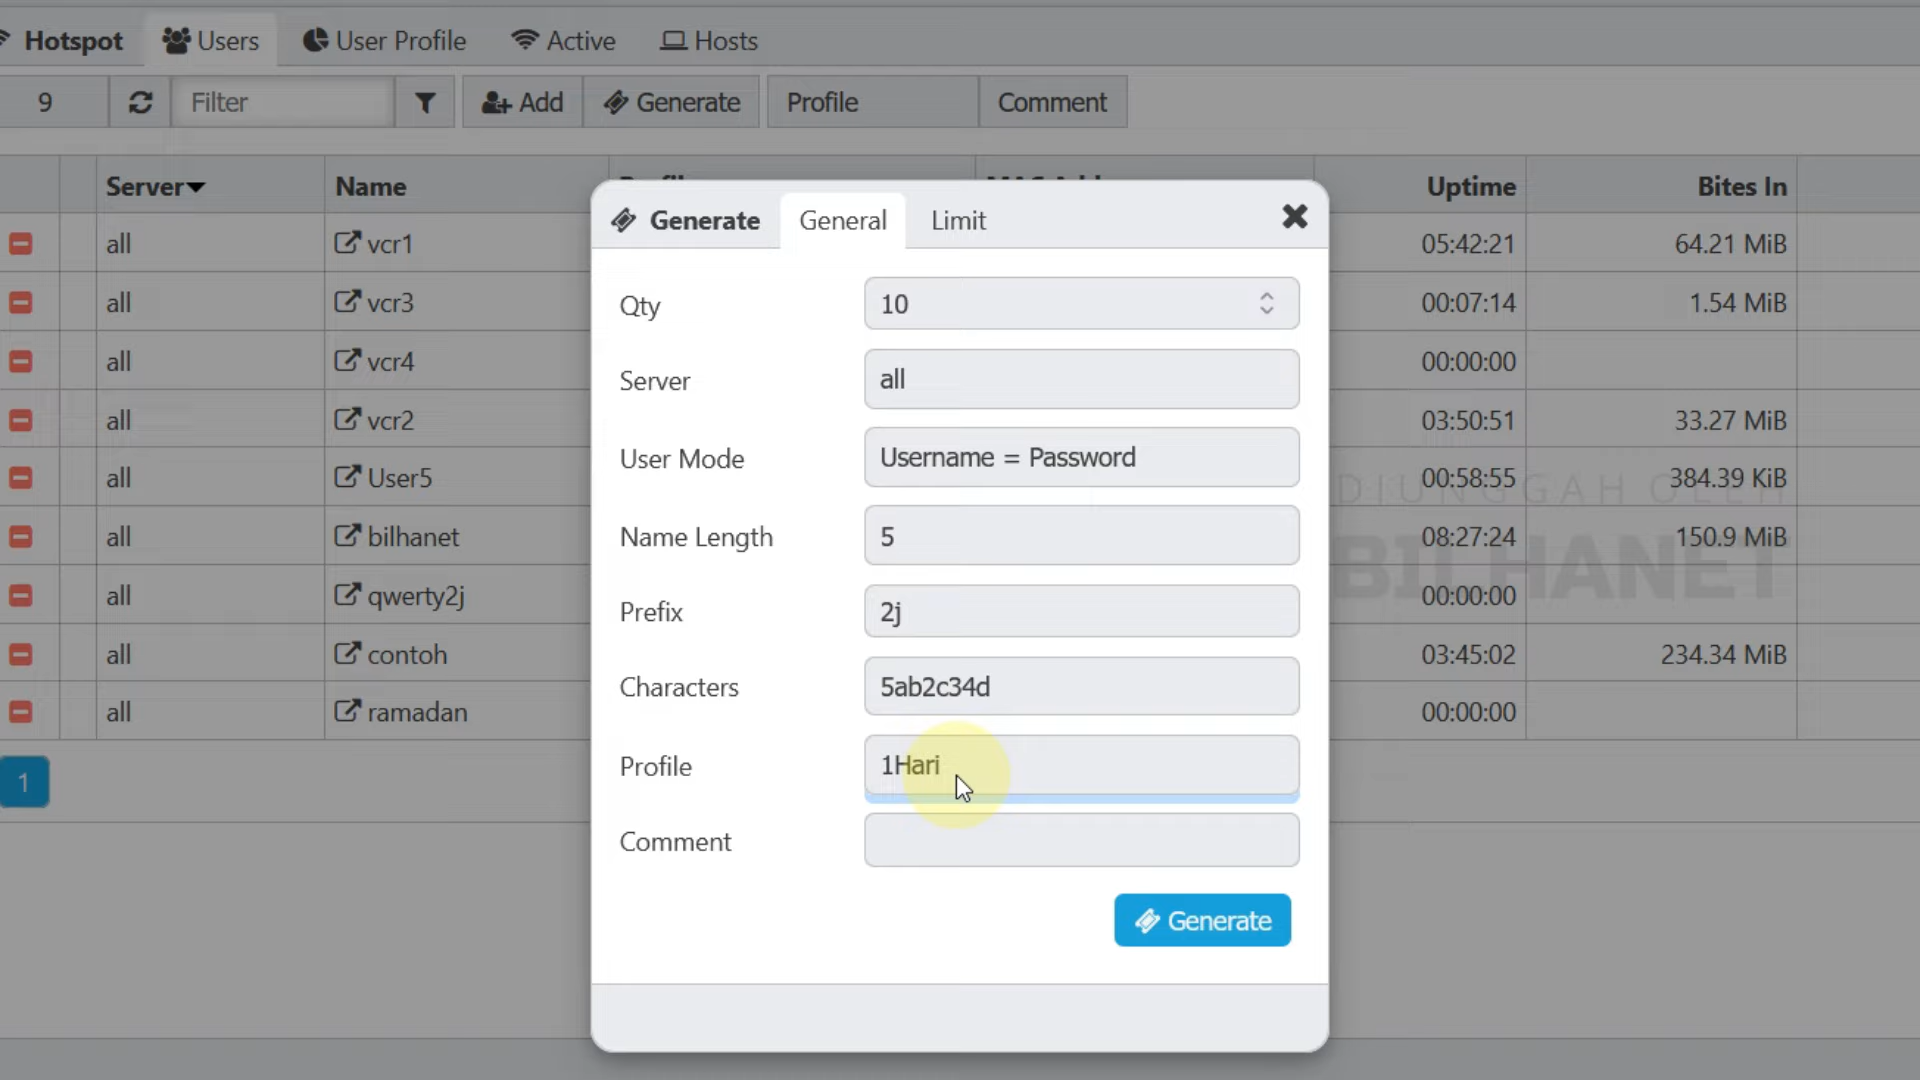 Hotspot Users User Profile Active Hosts
9 Filter Add Generate Profile Comment
Server Name Uptime Bites In
all vcr1 05:42:21 64.21 MiB
all vcr3 00:07:14 1.54 MiB
all vcr4 00:00:00
all vcr2 03:50:51 33.27 MiB
all User5 00:58:55 384.39 KiB
all bilhanet 08:27:24 150.9 MiB
all qwerty2j 00:00:00
all contoh 03:45:02 234.34 MiB
all ramadan 00:00:00
1
Generate General Limit
Qty 10
Server all
User Mode Username = Password
Name Length 5
Prefix 2j
Characters 5ab2c34d
Profile 1Hari
Comment
Generate
DIUNGGAH OLEH
BILHANET